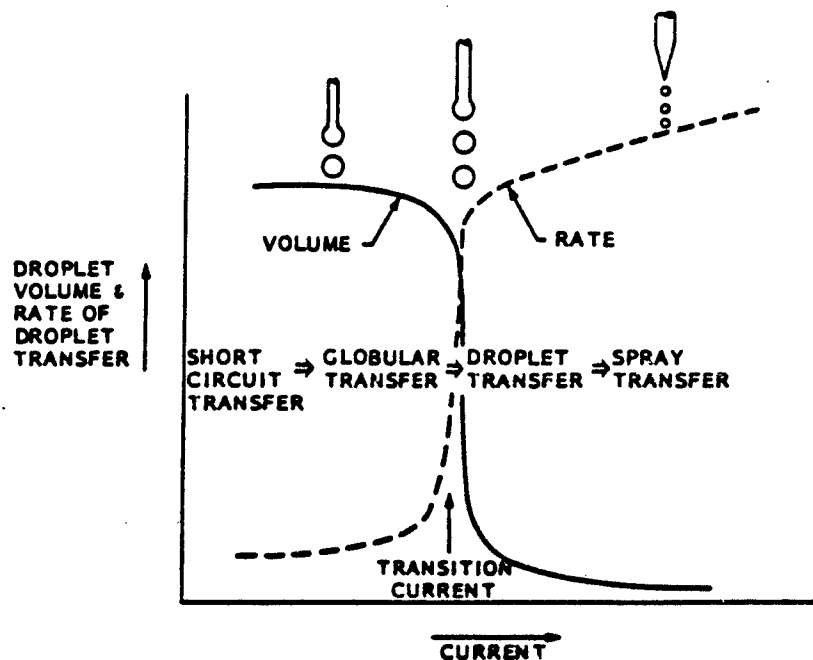 VOLUME
RATE
DROPLET
VOLUME &
RATE OF
DROPLET
TRANSFER
SHORT
CIRCUIT
TRANSFER
⇒ GLOBULAR
TRANSFER
⇒ DROPLET
TRANSFER
⇒ SPRAY
TRANSFER
TRANSITION
CURRENT
CURRENT